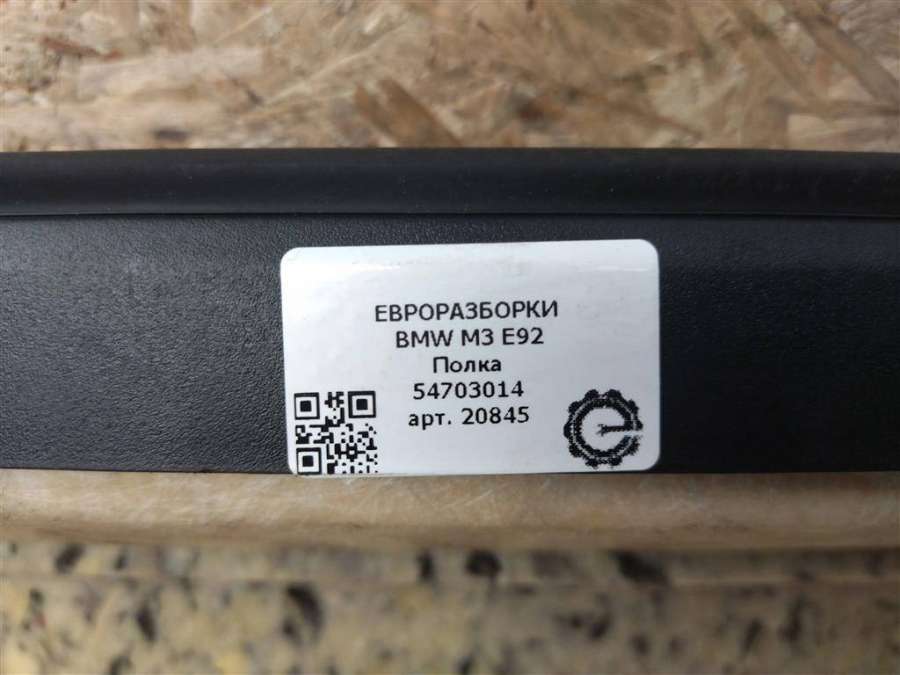 ЕВРОРАЗБОРКИ
BMW M3 E92
Полка
54703014
арт. 20845